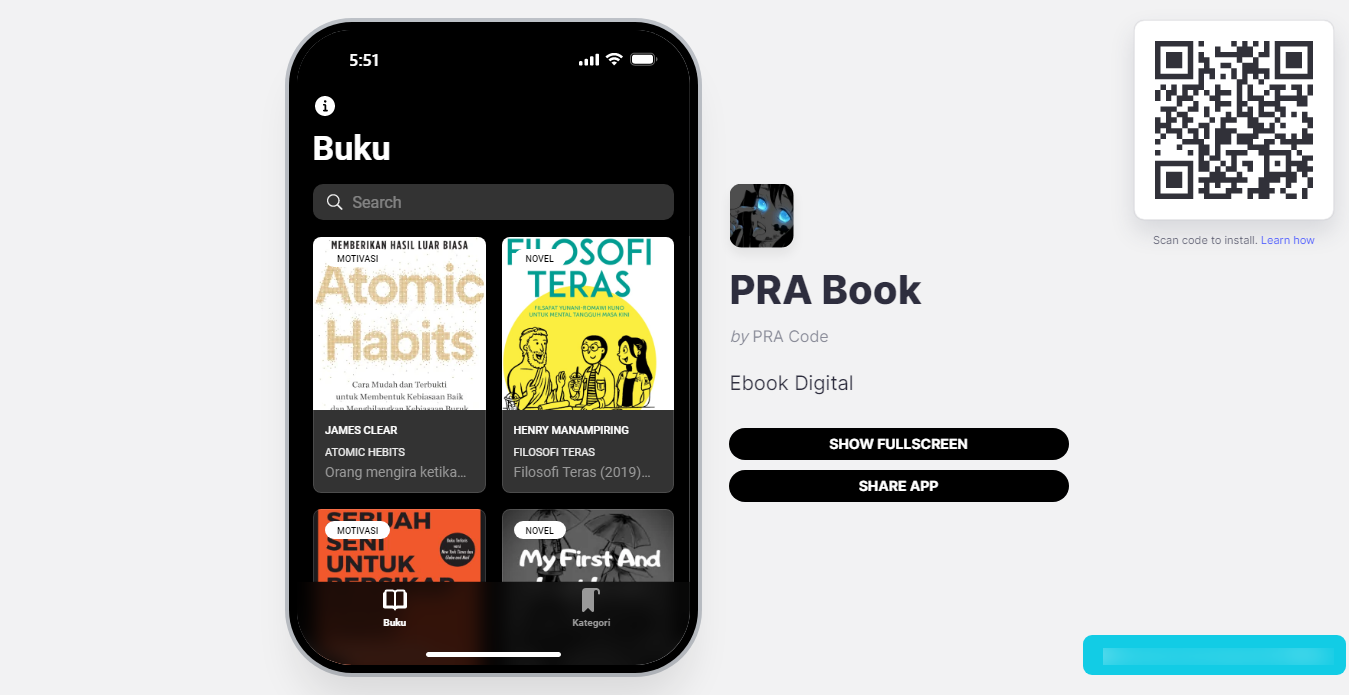 5:51
Buku
Search
MEMBERIKAN HASIL LUAR BIASA
MOTIVASI
Atomic
Habits
Cara Mudah dan Terbukti
untuk Membentuk Kebiasaan Baik
dan Menghilangkan Kebiasaan Buruk
JAMES CLEAR
ATOMIC HEBITS
Orang mengira ketika...
FILOSOFI
NOVEL
TERAS
FILSAFAT YUNANI-ROMAWI KUNO
UNTUK MENTAL TANGGUH MASA KINI
HENRY MANAMPIRING
FILOSOFI TERAS
Filosofi Teras (2019)...
SEBUAH
MOTIVASI
SENI
UNTUK
BERSIKAP
NOVEL
My First And
Buku
Kategori
PRA Book
by PRA Code
Ebook Digital
SHOW FULLSCREEN
SHARE APP
Scan code to install. Learn how